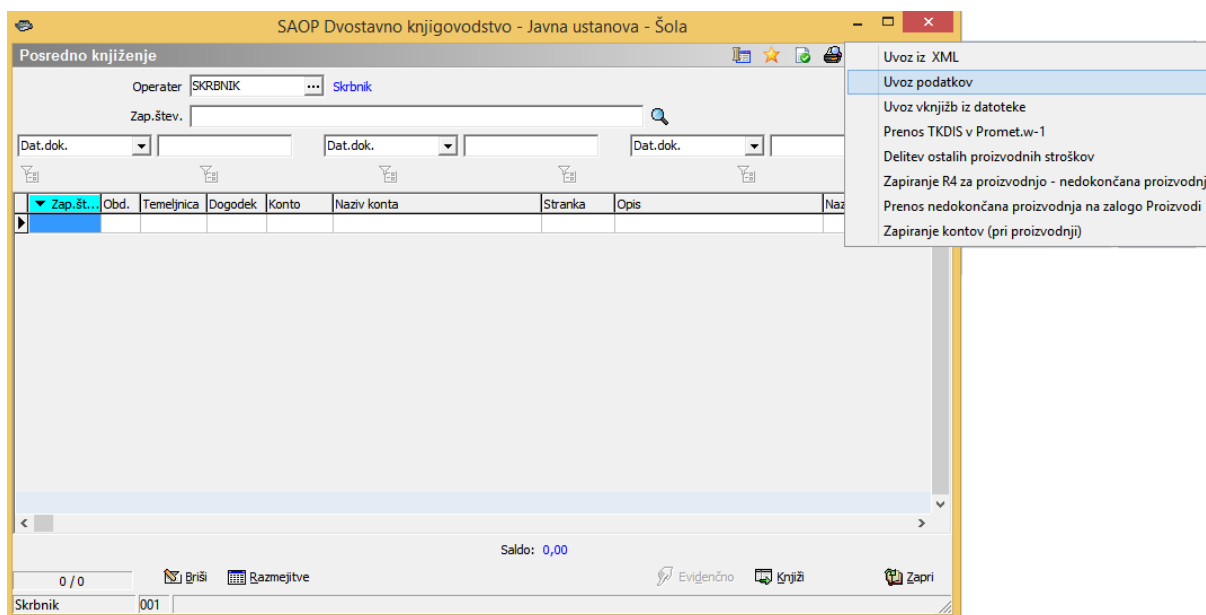 SAOP Dvostavno knjigovodstvo - Javna ustanova - Šola
Posredno knjiženje
Operater SKRBNIK ... Skrbnik
Zap.štev.
Dat.dok. Dat.dok. Dat.dok.
Zap.št... Obd. Temeljnica Dogodek Konto Naziv konta Stranka Opis Naz
Uvoz iz XML
Uvoz podatkov
Uvoz vknjižb iz datoteke
Prenos TKDIS v Promet.w-1
Delitev ostalih proizvodnih stroškov
Zapiranje R4 za proizvodnjo - nedokončana proizvodnj
Prenos nedokončana proizvodnja na zalogo Proizvodi
Zapiranje kontov (pri proizvodnji)
Saldo: 0,00
0 / 0 Briši Razmejitve Evidenčno Knjiži Zapri
Skrbnik 001